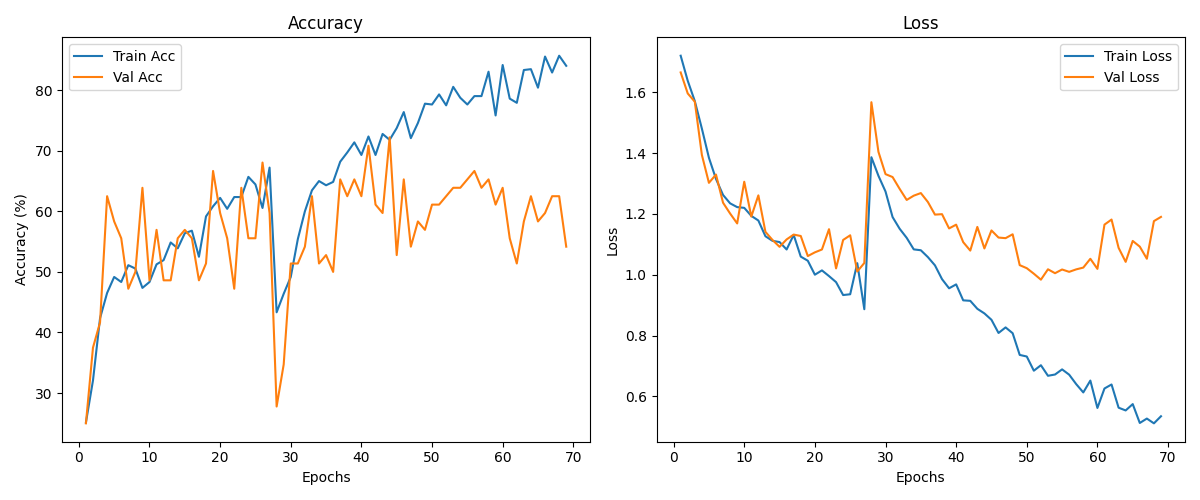 Accuracy
Train Acc
Val Acc
Accuracy (%)
80
70
60
50
40
30
0 10 20 30 40 50 60 70
Epochs
Loss
Train Loss
Val Loss
Loss
1.6
1.4
1.2
1.0
0.8
0.6
0 10 20 30 40 50 60 70
Epochs